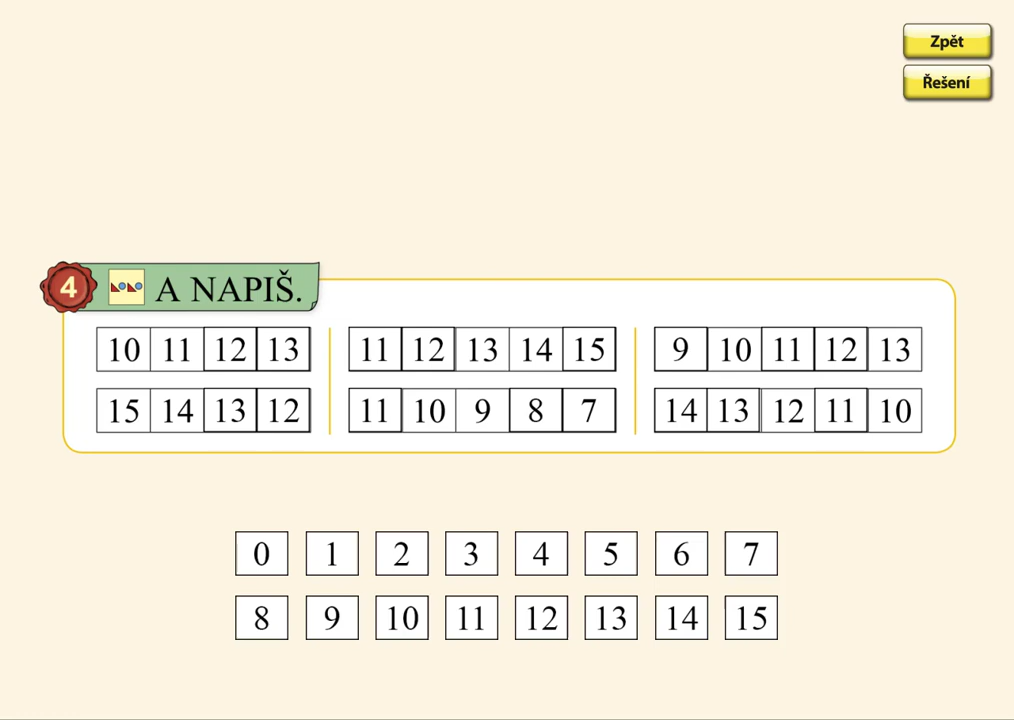 Zpět
Řešení
4 A NAPIŠ.
10 11 12 13 11 12 13 14 15 9 10 11 12 13
15 14 13 12 11 10 9 8 7 14 13 12 11 10
0 1 2 3 4 5 6 7
8 9 10 11 12 13 14 15